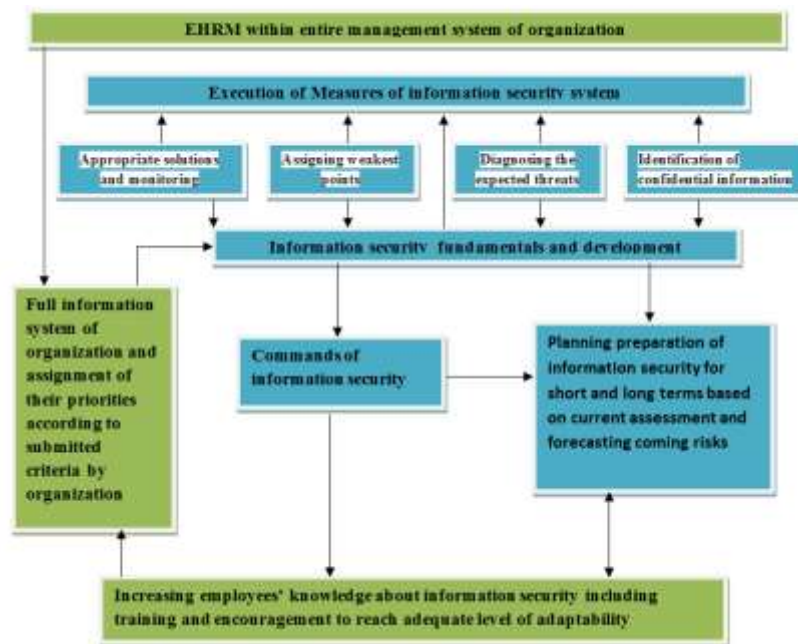 EHRM within entire management system of organization
Execution of Measures of information security system
Appropriate solutions
and monitoring
Assigning weakest
points
Diagnosing the
expected threats
Identification of
confidential information
Information security fundamentals and development
Full information
system of
organization and
assignment of
their priorities
according to
submitted
criteria by
organization
Commands of
information security
Planning preparation of
information security for
short and long terms based
on current assessment and
forecasting coming risks
Increasing employees' knowledge about information security including
training and encouragement to reach adequate level of adaptability